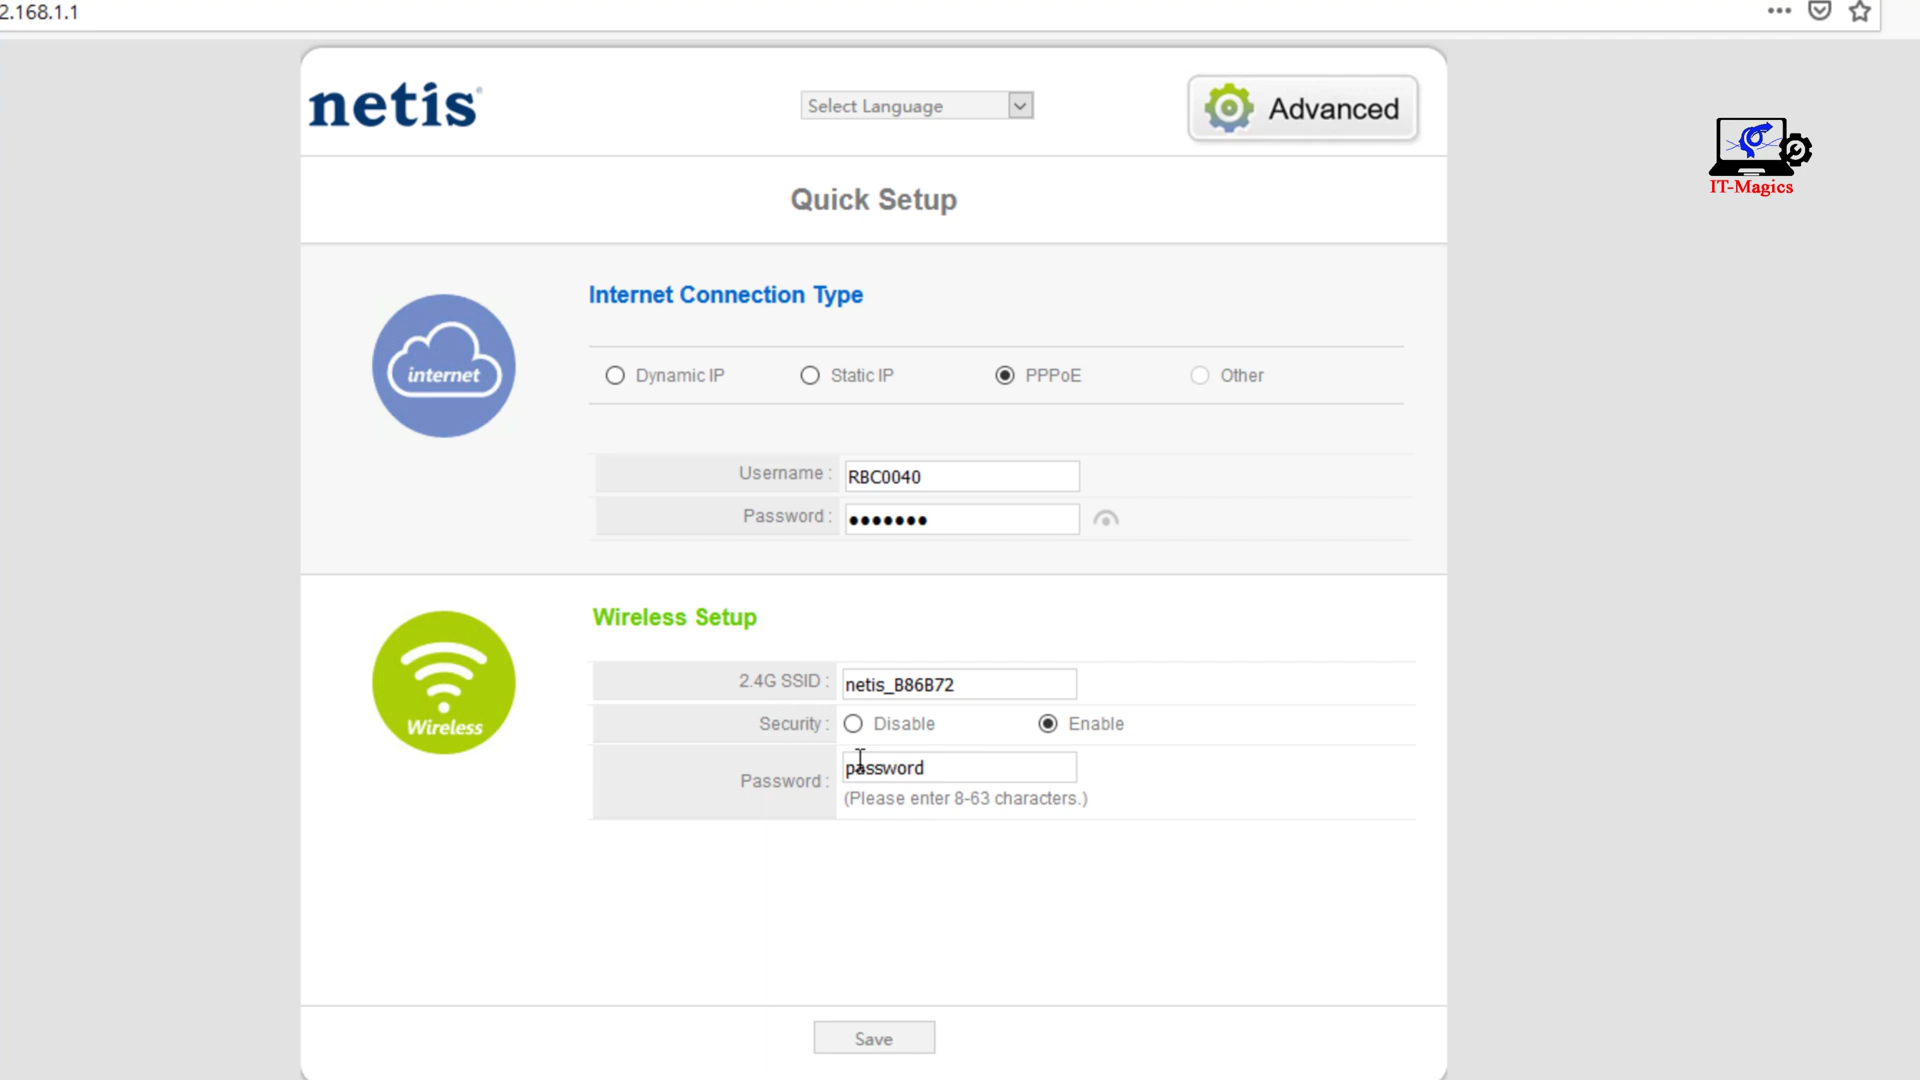 2.168.1.1
netis
Select Language
Advanced
IT-Magics
Quick Setup
Internet Connection Type
internet
Dynamic IP Static IP PPPoE Other
Username : RBC0040
Password : •••••••
Wireless Setup
Wireless
2.4G SSID : netis_B86B72
Security : Disable Enable
Password : password
(Please enter 8-63 characters.)
Save